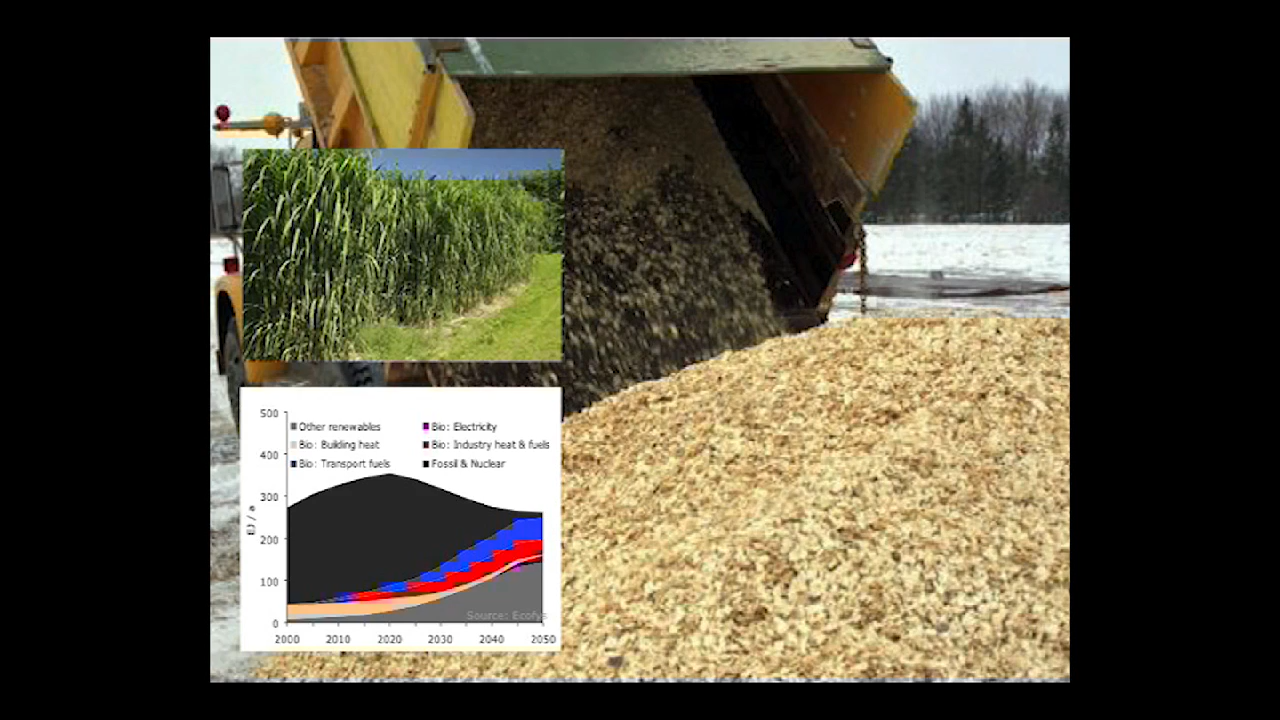 500
Other renewables
Bio: Electricity
Bio: Building heat
Bio: Industry heat & fuels
400
Bio: Transport fuels
Fossil & Nuclear
300
EJ / a
200
100
Source: Ecofys
0
2000 2010 2020 2030 2040 2050